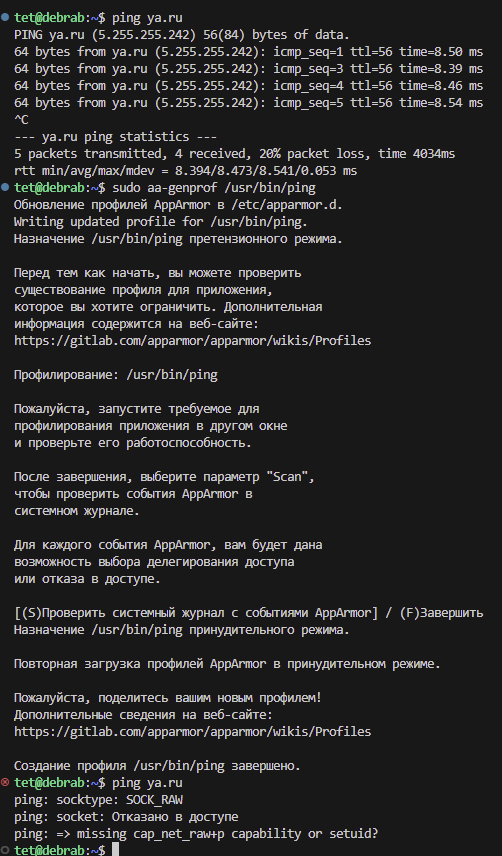 tet@debrab:~$ ping ya.ru
PING ya.ru (5.255.255.242) 56(84) bytes of data.
64 bytes from ya.ru (5.255.255.242): icmp_seq=1 ttl=56 time=8.50 ms
64 bytes from ya.ru (5.255.255.242): icmp_seq=3 ttl=56 time=8.39 ms
64 bytes from ya.ru (5.255.255.242): icmp_seq=4 ttl=56 time=8.46 ms
64 bytes from ya.ru (5.255.255.242): icmp_seq=5 ttl=56 time=8.54 ms
^C
--- ya.ru ping statistics ---
5 packets transmitted, 4 received, 20% packet loss, time 4034ms
rtt min/avg/max/mdev = 8.394/8.473/8.541/0.053 ms
tet@debrab:~$ sudo aa-genprof /usr/bin/ping
Обновление профилей AppArmor в /etc/apparmor.d.
Writing updated profile for /usr/bin/ping.
Назначение /usr/bin/ping претензионного режима.

Перед тем как начать, вы можете проверить
существование профиля для приложения,
которое вы хотите ограничить. Дополнительная
информация содержится на веб-сайте:
https://gitlab.com/apparmor/apparmor/wikis/Profiles

Профилирование: /usr/bin/ping

Пожалуйста, запустите требуемое для
профилирования приложения в другом окне
и проверьте его работоспособность.

После завершения, выберите параметр "Scan",
чтобы проверить события AppArmor в
системном журнале.

Для каждого события AppArmor, вам будет дана
возможность выбора делегирования доступа
или отказа в доступе.

[(S)Проверить системный журнал с событиями AppArmor] / (F)Завершить
Назначение /usr/bin/ping принудительного режима.

Повторная загрузка профилей AppArmor в принудительном режиме.

Пожалуйста, поделитесь вашим новым профилем!
Дополнительные сведения на веб-сайте:
https://gitlab.com/apparmor/apparmor/wikis/Profiles

Создание профиля /usr/bin/ping завершено.
tet@debrab:~$ ping ya.ru
ping: socktype: SOCK_RAW
ping: socket: Отказано в доступе
ping: => missing cap_net_raw+p capability or setuid?
tet@debrab:~$